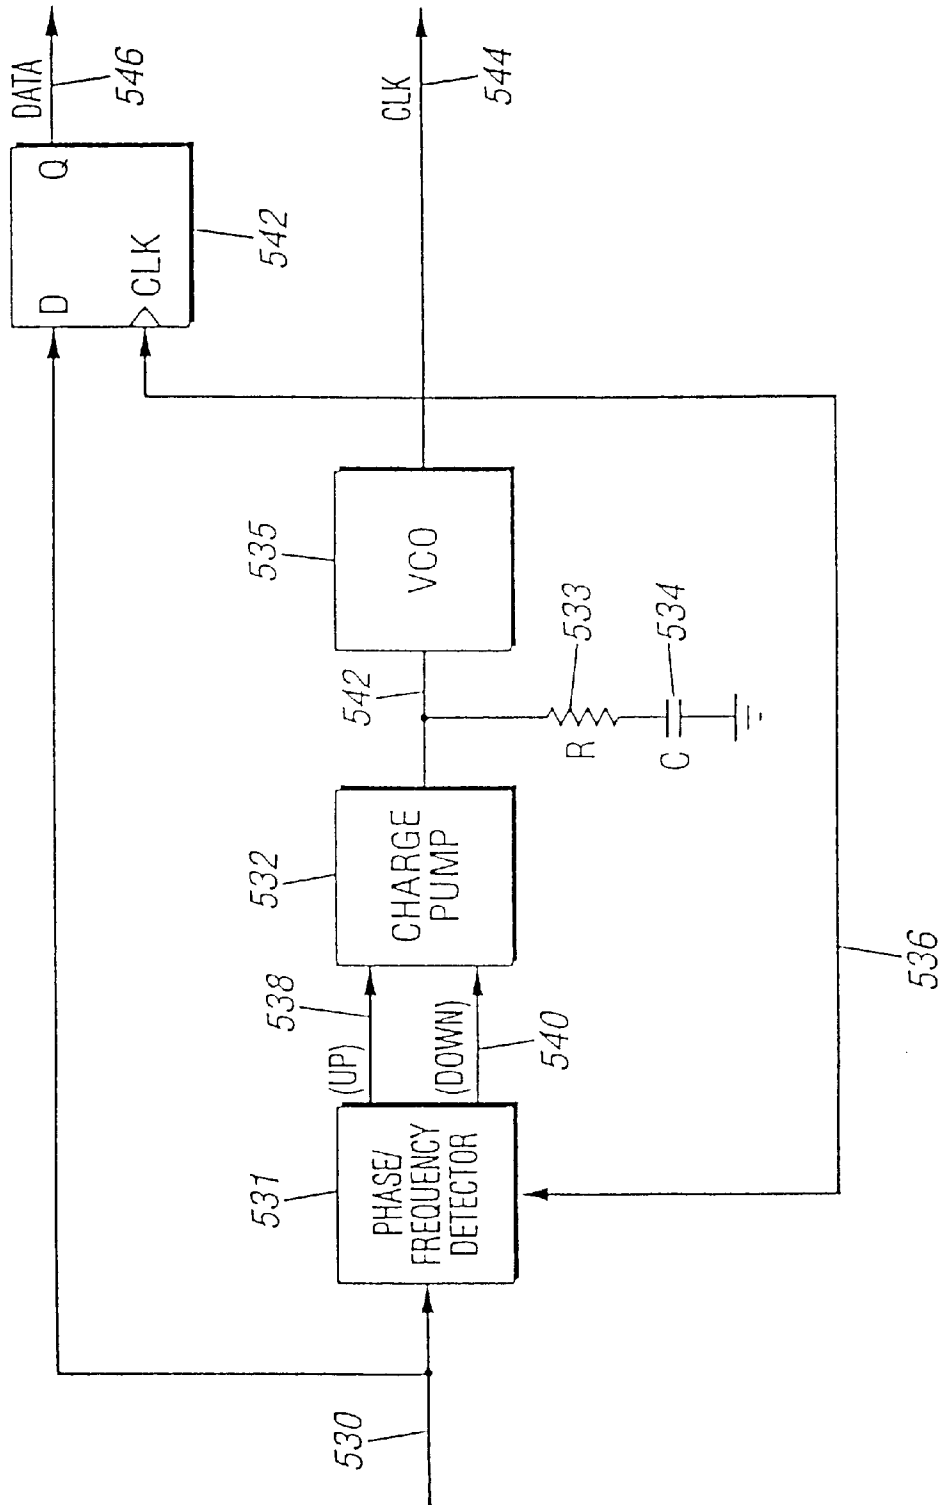 DATA
546
D
Q
CLK
542
CLK
544
535
VCO
542
533
R
534
C
532
CHARGE
PUMP
538
(UP)
(DOWN)
540
531
PHASE/
FREQUENCY
DETECTOR
530
536